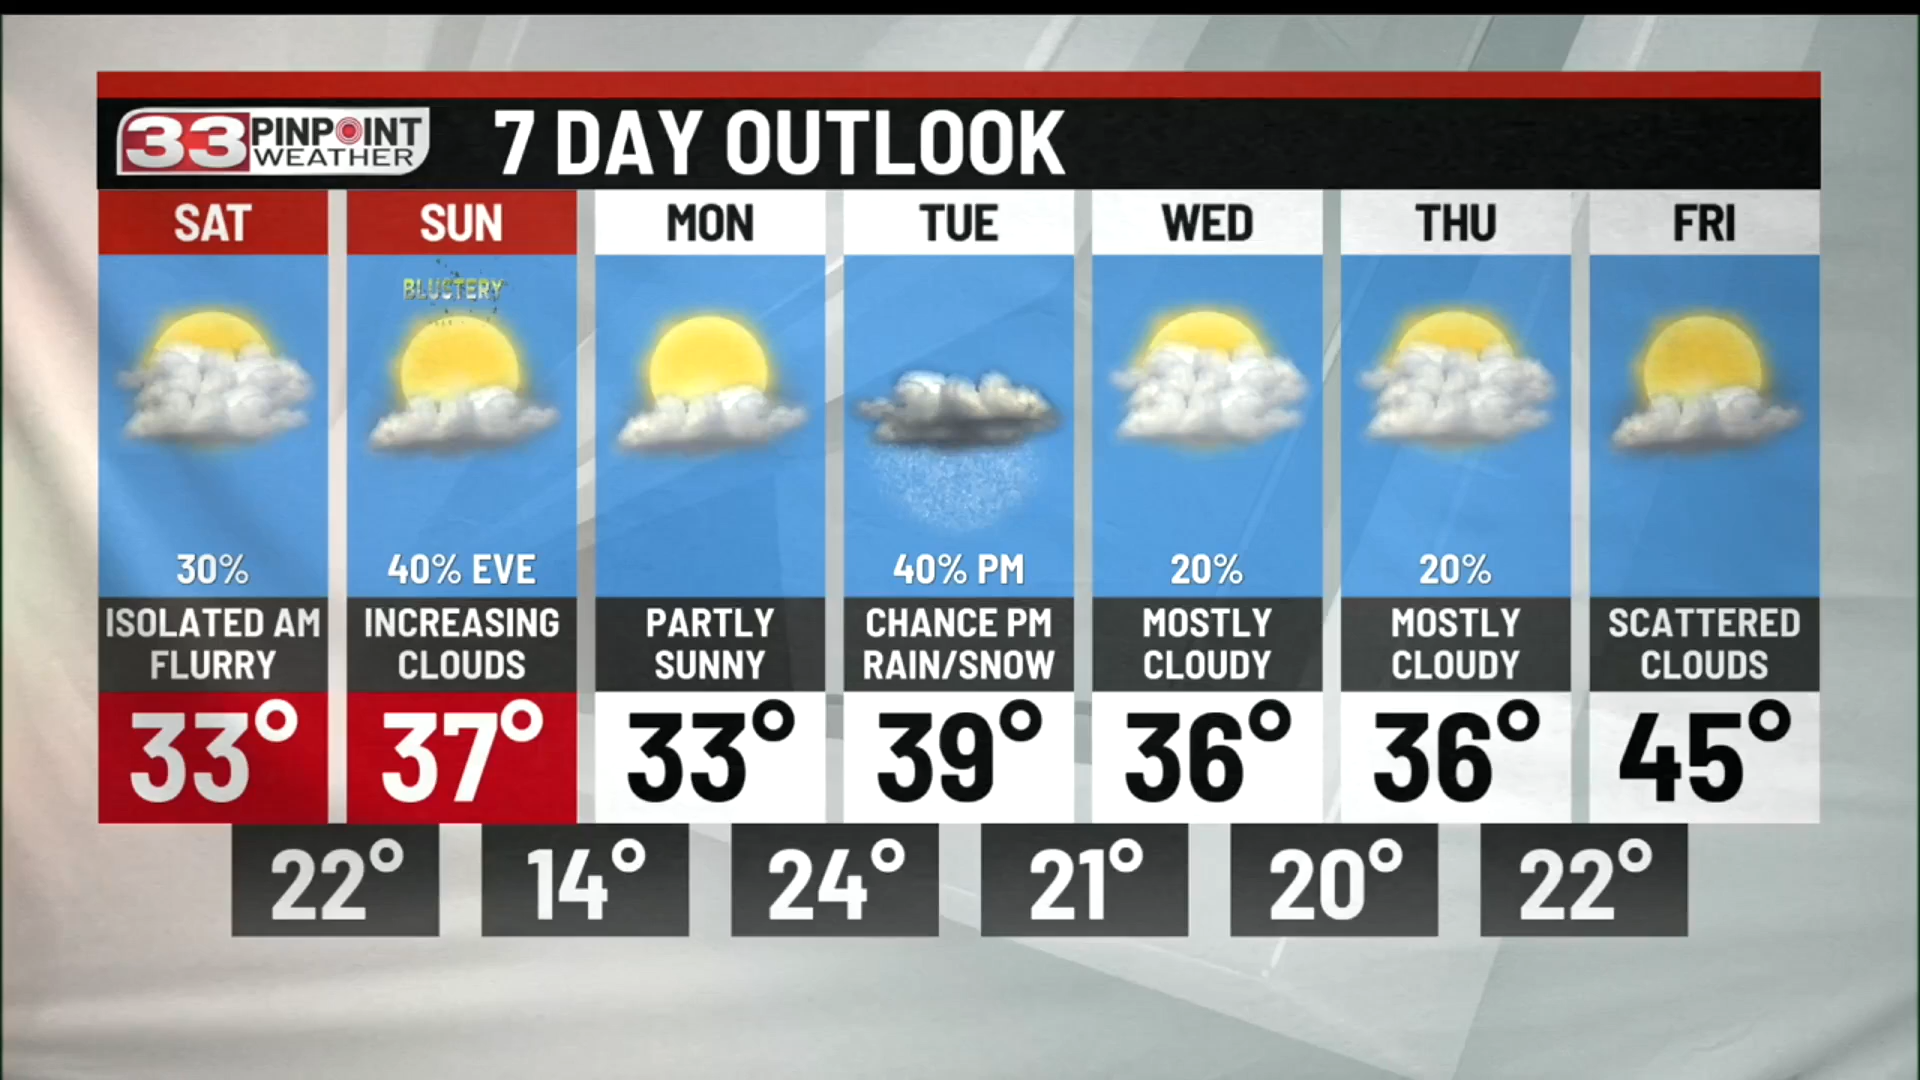 33 PINPOINT WEATHER
7 DAY OUTLOOK
SAT SUN MON TUE WED THU FRI
BLUSTERY
30% 40% EVE 40% PM 20% 20%
ISOLATED AM FLURRY
INCREASING CLOUDS
PARTLY SUNNY
CHANCE PM RAIN/SNOW
MOSTLY CLOUDY
MOSTLY CLOUDY
SCATTERED CLOUDS
33° 37° 33° 39° 36° 36° 45°
22° 14° 24° 21° 20° 22°